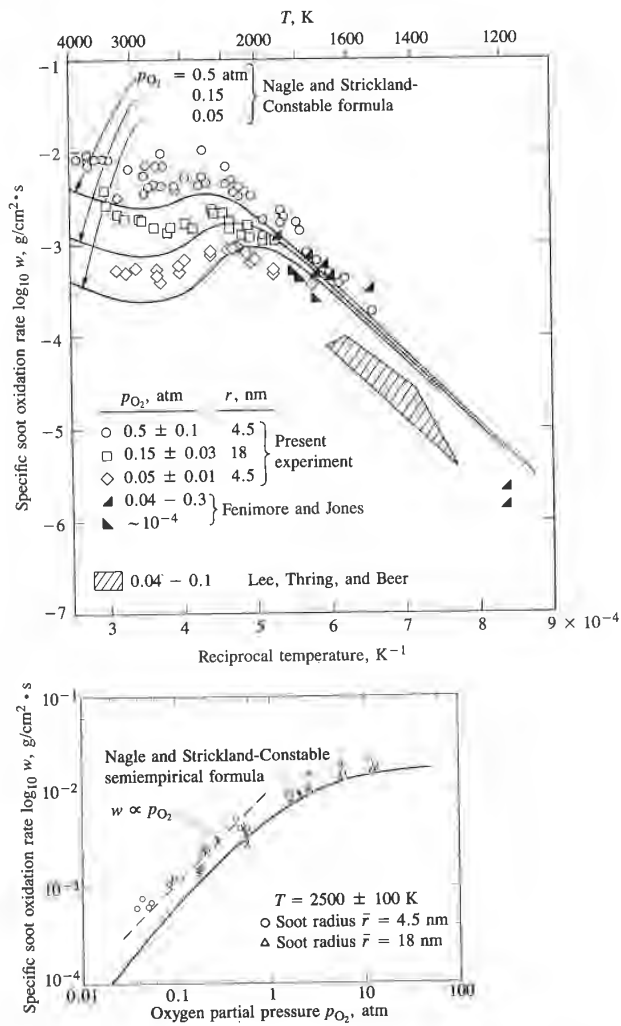 T, K
4000 3000 2000 1600 1400 1200
−1
−2
−3
−4
−5
−6
−7
Specific soot oxidation rate log₁₀ w, g/cm² • s
p_O₂ = 0.5 atm
0.15
0.05
Nagle and Strickland-
Constable formula
p_O₂, atm r, nm
○ 0.5 ± 0.1 4.5
□ 0.15 ± 0.03 18
◇ 0.05 ± 0.01 4.5
Present
experiment
◢ 0.04 − 0.3
◣ ~10⁻⁴
Fenimore and Jones
0.04 − 0.1 Lee, Thring, and Beer
3 4 5 6 7 8 9 × 10⁻⁴
Reciprocal temperature, K⁻¹
10⁻¹
10⁻²
10⁻³
10⁻⁴
Specific soot oxidation rate log₁₀ w, g/cm² • s
Nagle and Strickland-Constable
semiempirical formula
w ∝ p_O₂
T = 2500 ± 100 K
○ Soot radius r̄ = 4.5 nm
△ Soot radius r̄ = 18 nm
0.01 0.1 1 10 100
Oxygen partial pressure p_O₂, atm